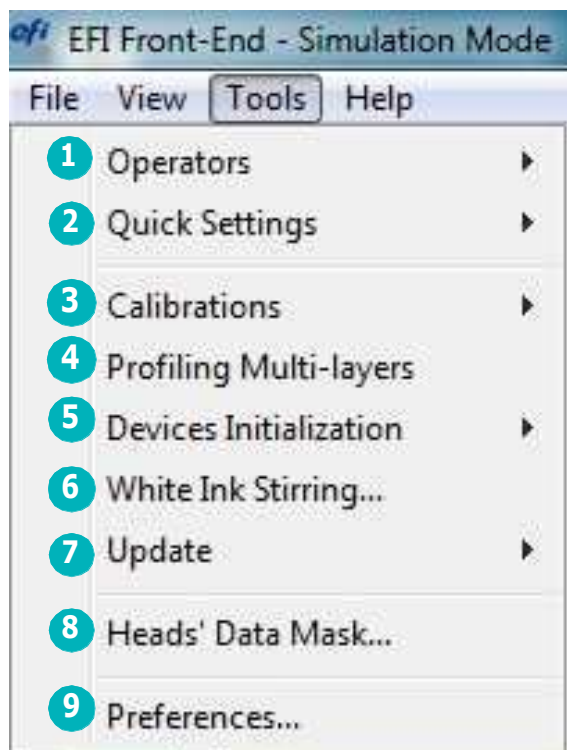 efi EFI Front-End - Simulation Mode
File View Tools Help
1 Operators
2 Quick Settings
3 Calibrations
4 Profiling Multi-layers
5 Devices Initialization
6 White Ink Stirring...
7 Update
8 Heads' Data Mask...
9 Preferences...